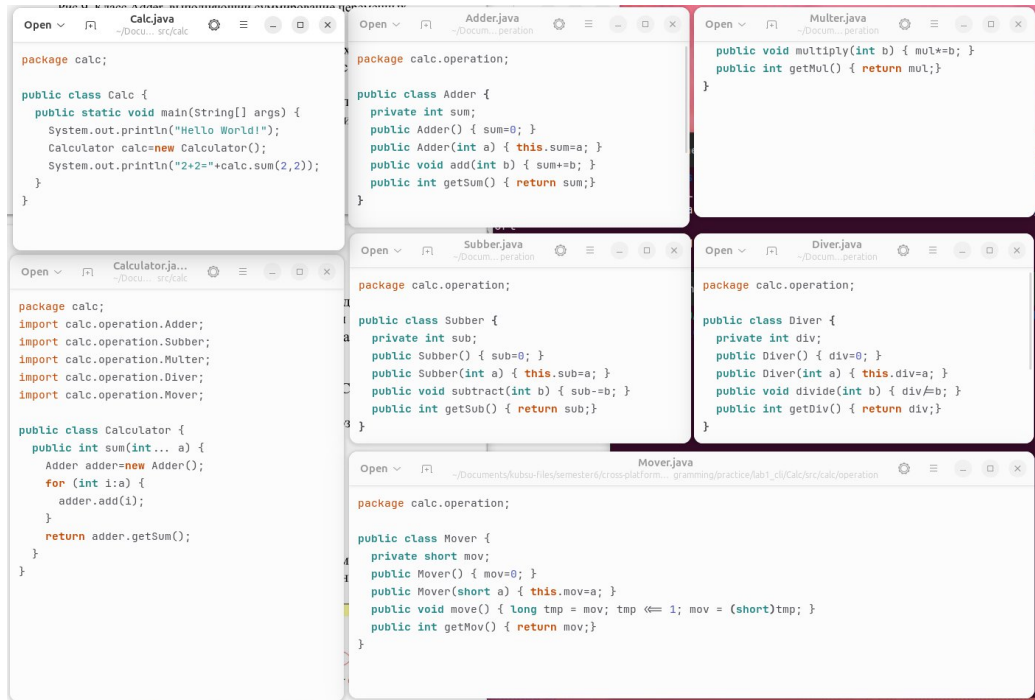 Рис 9. Класс Adder, выполняющий суммирование переменных
Open
Calc.java
~/Docu... src/calc
package calc;
public class Calc {
public static void main(String[] args) {
System.out.println("Hello World!");
Calculator calc=new Calculator();
System.out.println("2+2="+calc.sum(2,2));
}
}
Open
Adder.java
~/Docum... peration
package calc.operation;
public class Adder {
private int sum;
public Adder() { sum=0; }
public Adder(int a) { this.sum=a; }
public void add(int b) { sum+=b; }
public int getSum() { return sum;}
}
Open
Multer.java
~/Docum... peration
public void multiply(int b) { mul*=b; }
public int getMul() { return mul;}
}
Open
Calculator.ja...
~/Docu... src/calc
package calc;
import calc.operation.Adder;
import calc.operation.Subber;
import calc.operation.Multer;
import calc.operation.Diver;
import calc.operation.Mover;
public class Calculator {
public int sum(int... a) {
Adder adder=new Adder();
for (int i:a) {
adder.add(i);
}
return adder.getSum();
}
}
Open
Subber.java
~/Docum... peration
package calc.operation;
public class Subber {
private int sub;
public Subber() { sub=0; }
public Subber(int a) { this.sub=a; }
public void subtract(int b) { sub-=b; }
public int getSub() { return sub;}
}
Open
Diver.java
~/Docum... peration
package calc.operation;
public class Diver {
private int div;
public Diver() { div=0; }
public Diver(int a) { this.div=a; }
public void divide(int b) { div/=b; }
public int getDiv() { return div;}
}
Open
Mover.java
~/Documents/kubsu-files/semester6/cross-platform... gramming/practice/lab1_cli/Calc/src/calc/operation
package calc.operation;
public class Mover {
private short mov;
public Mover() { mov=0; }
public Mover(short a) { this.mov=a; }
public void move() { long tmp = mov; tmp <<= 1; mov = (short)tmp; }
public int getMov() { return mov;}
}